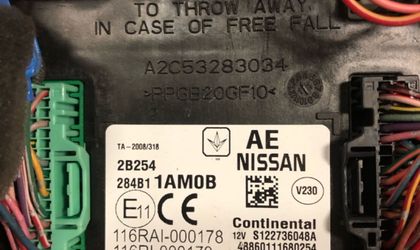 TO THROW AWAY
IN CASE OF FREE FALL
A2C53283034
>PPGB20GF10<
TA-2008/318
AE
NISSAN
2B254
284B1 1AM0B
E11
CE
V230
116RAI-000178
Continental
12V S122736048A
4886011168025